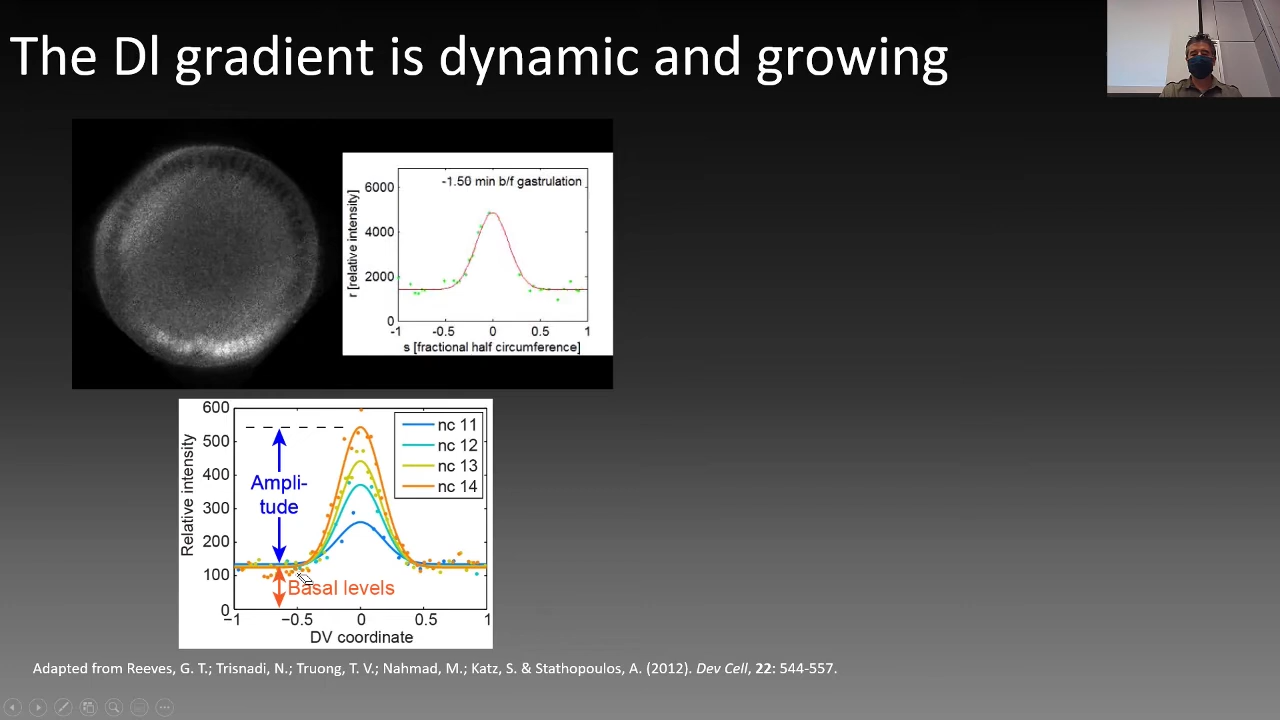 The Dl gradient is dynamic and growing
-1.50 min b/f gastrulation
r [relative intensity]
6000
4000
2000
0
-1
-0.5
0
0.5
1
s [fractional half circumference]
Relative intensity
600
500
400
300
200
100
0
Ampli-
tude
Basal levels
nc 11
nc 12
nc 13
nc 14
−1
−0.5
0
0.5
1
DV coordinate
Adapted from Reeves, G. T.; Trisnadi, N.; Truong, T. V.; Nahmad, M.; Katz, S. & Stathopoulos, A. (2012). Dev Cell, 22: 544-557.